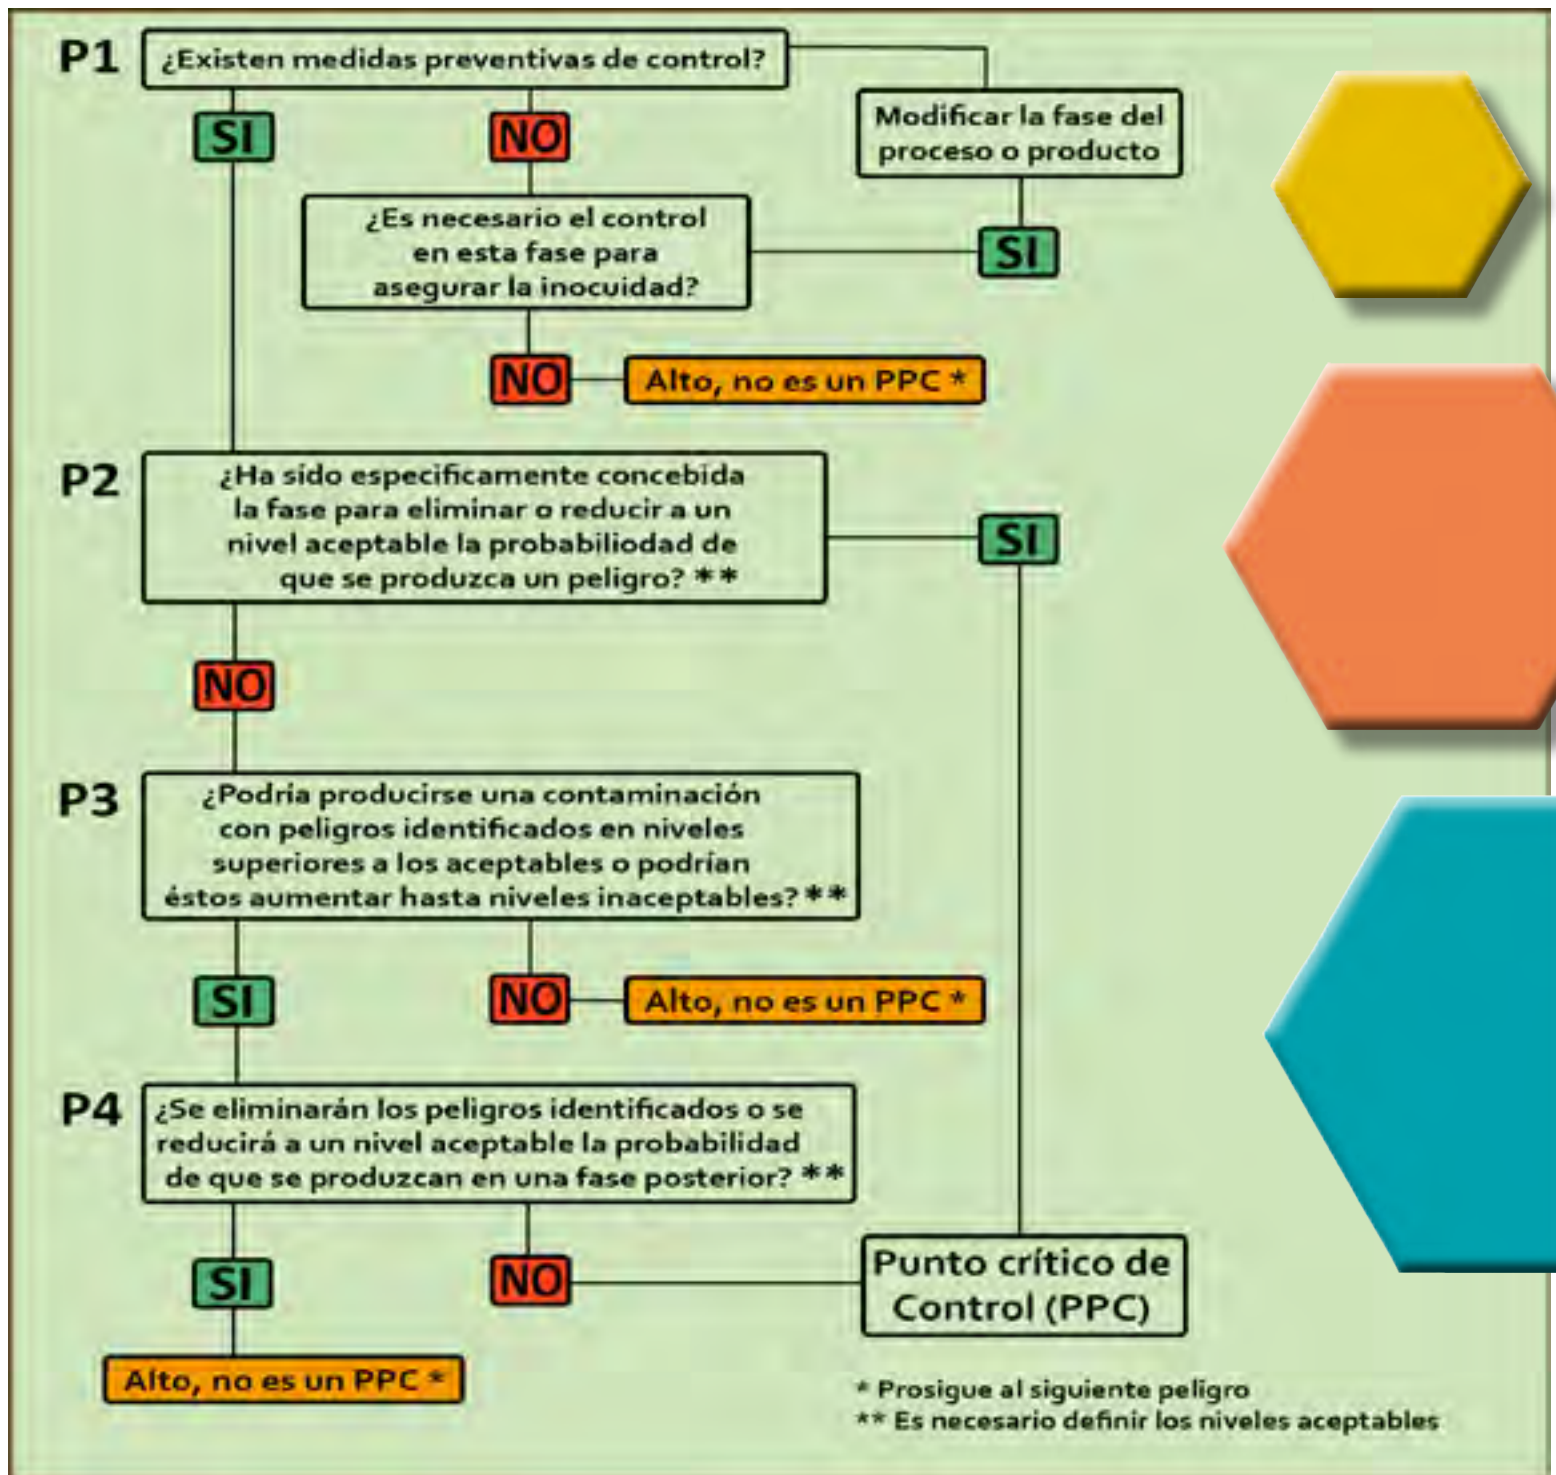 P1
¿Existen medidas preventivas de control?
SI
NO
Modificar la fase del
proceso o producto
¿Es necesario el control
en esta fase para
asegurar la inocuidad?
SI
NO
Alto, no es un PPC *
P2
¿Ha sido especificamente concebida
la fase para eliminar o reducir a un
nivel aceptable la probabiliodad de
que se produzca un peligro? **
SI
NO
P3
¿Podría producirse una contaminación
con peligros identificados en niveles
superiores a los aceptables o podrían
éstos aumentar hasta niveles inaceptables? **
SI
NO
Alto, no es un PPC *
P4
¿Se eliminarán los peligros identificados o se
reducirá a un nivel aceptable la probabilidad
de que se produzcan en una fase posterior? **
SI
NO
Punto crítico de
Control (PPC)
Alto, no es un PPC *
* Prosigue al siguiente peligro
** Es necesario definir los niveles aceptables